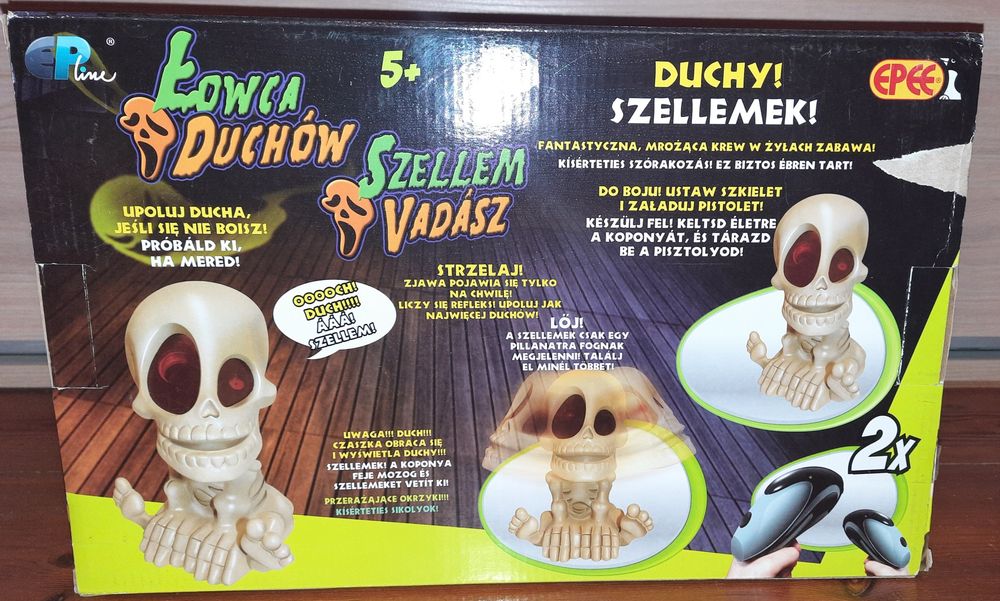 EPline®
ŁOWCA
DUCHÓW
SZELLEM
VADÁSZ
5+
EPEE®
DUCHY!
SZELLEMEK!
FANTASTYCZNA, MROŻĄCA KREW W ŻYŁACH ZABAWA!
KÍSÉRTETIES SZÓRAKOZÁS! EZ BIZTOS ÉBREN TART!
UPOLUJ DUCHA,
JEŚLI SIĘ NIE BOISZ!
PRÓBÁLD KI,
HA MERED!
DO BOJU! USTAW SZKIELET
I ZAŁADUJ PISTOLET!
KÉSZÜLJ FEL! KELTSD ÉLETRE
A KOPONYÁT, ÉS TÁRAZD
BE A PISZTOLYOD!
OOOOCH!
DUCH!!!!
ÁÁÁ!
SZELLEM!
STRZELAJ!
ZJAWA POJAWIA SIĘ TYLKO
NA CHWILĘ!
LICZY SIĘ REFLEKS! UPOLUJ JAK
NAJWIĘCEJ DUCHÓW!
LŐJ!
A SZELLEMEK CSAK EGY
PILLANATRA FOGNAK
MEGJELENNI! TALÁLJ
EL MINÉL TÖBBET!
UWAGA!!! DUCH!!!
CZASZKA OBRACA SIĘ
I WYŚWIETLA DUCHY!!!
SZELLEMEK! A KOPONYA
FEJE MOZOG ÉS
SZELLEMEKET VETÍT KI!
PRZERAŻAJĄCE OKRZYKI!!!
KÍSÉRTETIES SIKOLYOK!
2x